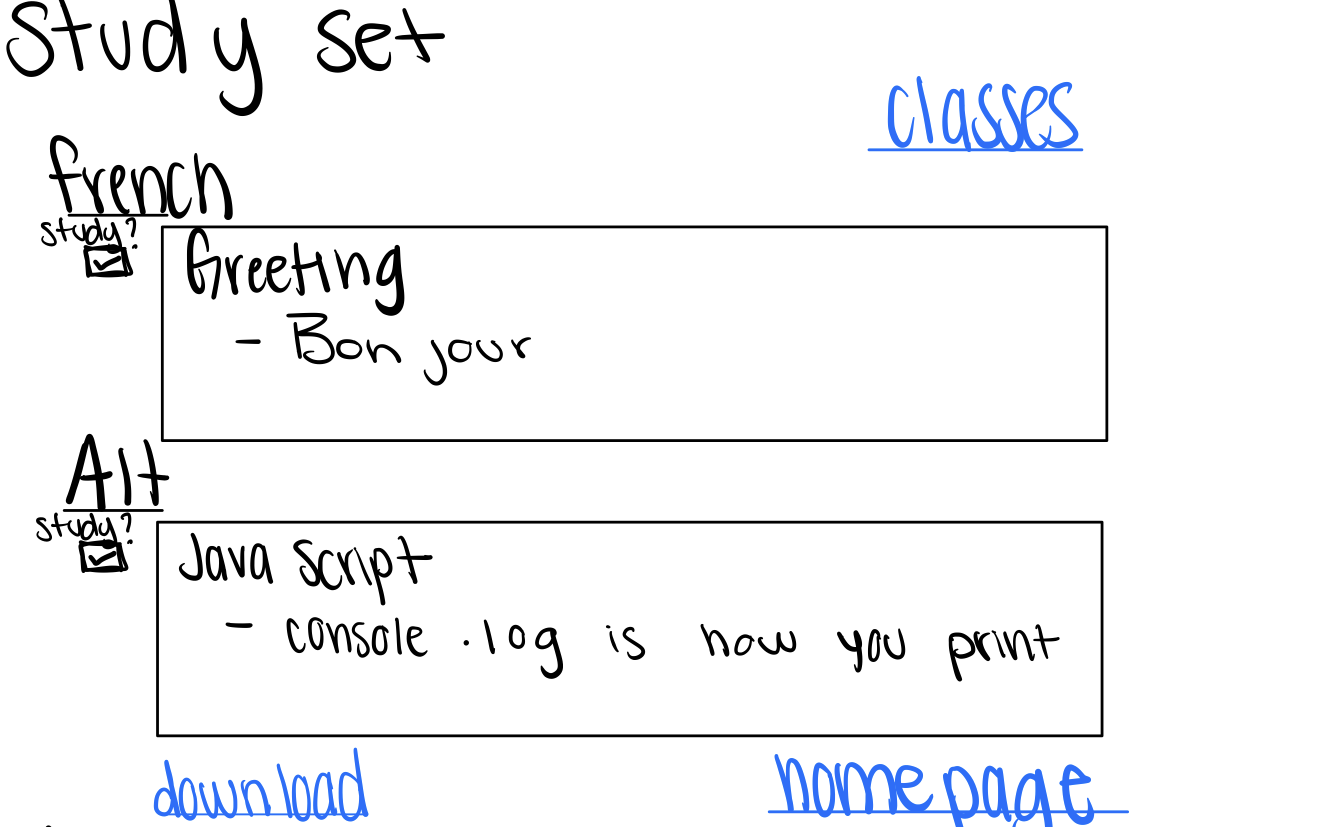 Study set
classes
french
study?
Greeting
- Bon jour
Alt
study?
Java Script
- console .log is how you print
download
homepage